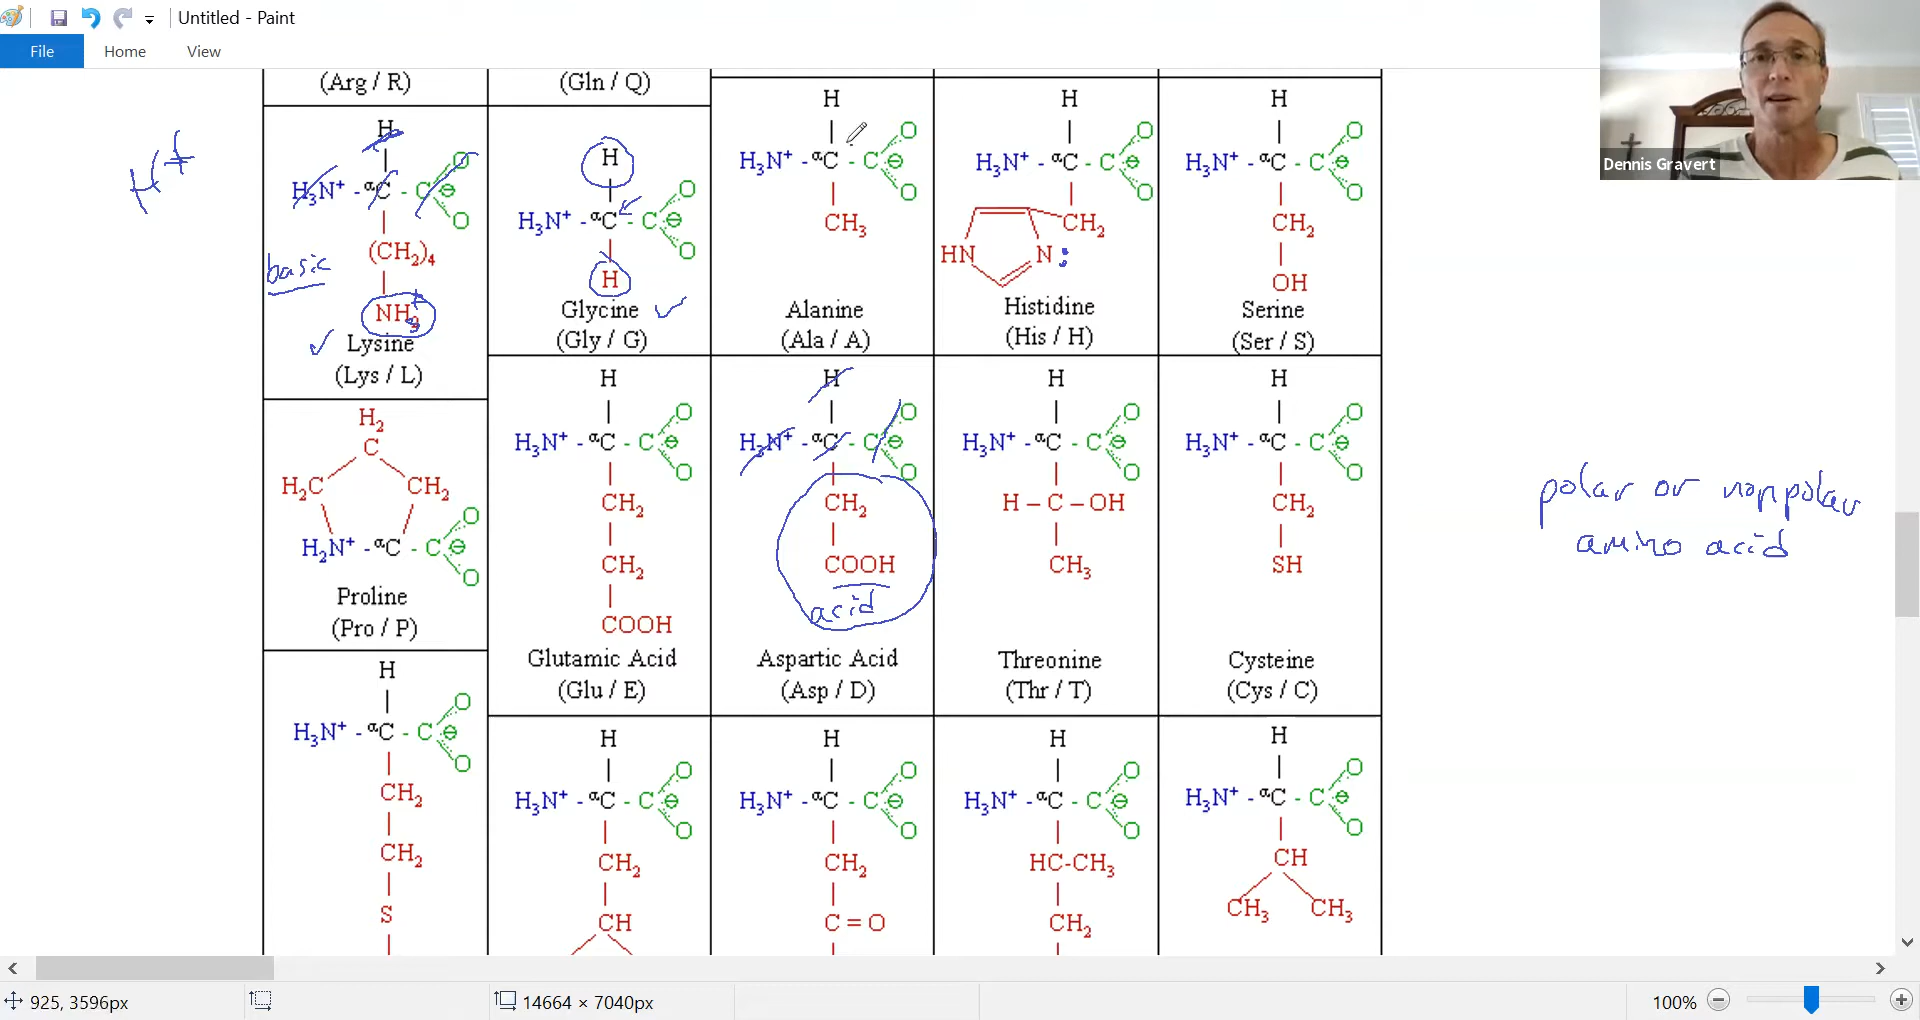 Untitled - Paint
File Home View
Dennis Gravert
(Arg / R)
(Gln / Q)
H⁺
H
H₃N⁺ - ᵅC - C ⊖
O
O
(CH₂)₄
basic
NH₃⁺
Lysine
(Lys / L)
H
H₃N⁺ - ᵅC - C ⊖
O
O
H
Glycine
(Gly / G)
H
H₃N⁺ - ᵅC - C ⊖
O
O
CH₃
Alanine
(Ala / A)
H
H₃N⁺ - ᵅC - C ⊖
O
O
CH₂
HN N:
Histidine
(His / H)
H
H₃N⁺ - ᵅC - C ⊖
O
O
CH₂
OH
Serine
(Ser / S)
H₂
C
H₂C CH₂
H₂N⁺ - ᵅC - C ⊖
O
O
Proline
(Pro / P)
H
H₃N⁺ - ᵅC - C ⊖
O
O
CH₂
CH₂
COOH
Glutamic Acid
(Glu / E)
H
H₃N⁺ - ᵅC - C ⊖
O
O
CH₂
COOH
acid
Aspartic Acid
(Asp / D)
H
H₃N⁺ - ᵅC - C ⊖
O
O
H - C - OH
CH₃
Threonine
(Thr / T)
H
H₃N⁺ - ᵅC - C ⊖
O
O
CH₂
SH
Cysteine
(Cys / C)
polar or nonpolar
amino acid
H
H₃N⁺ - ᵅC - C ⊖
O
O
CH₂
CH₂
S
H
H₃N⁺ - ᵅC - C ⊖
O
O
CH₂
CH
H
H₃N⁺ - ᵅC - C ⊖
O
O
CH₂
C = O
H
H₃N⁺ - ᵅC - C ⊖
O
O
HC-CH₃
CH₂
H
H₃N⁺ - ᵅC - C ⊖
O
O
CH
CH₃ CH₃
925, 3596px
14664 × 7040px
100%